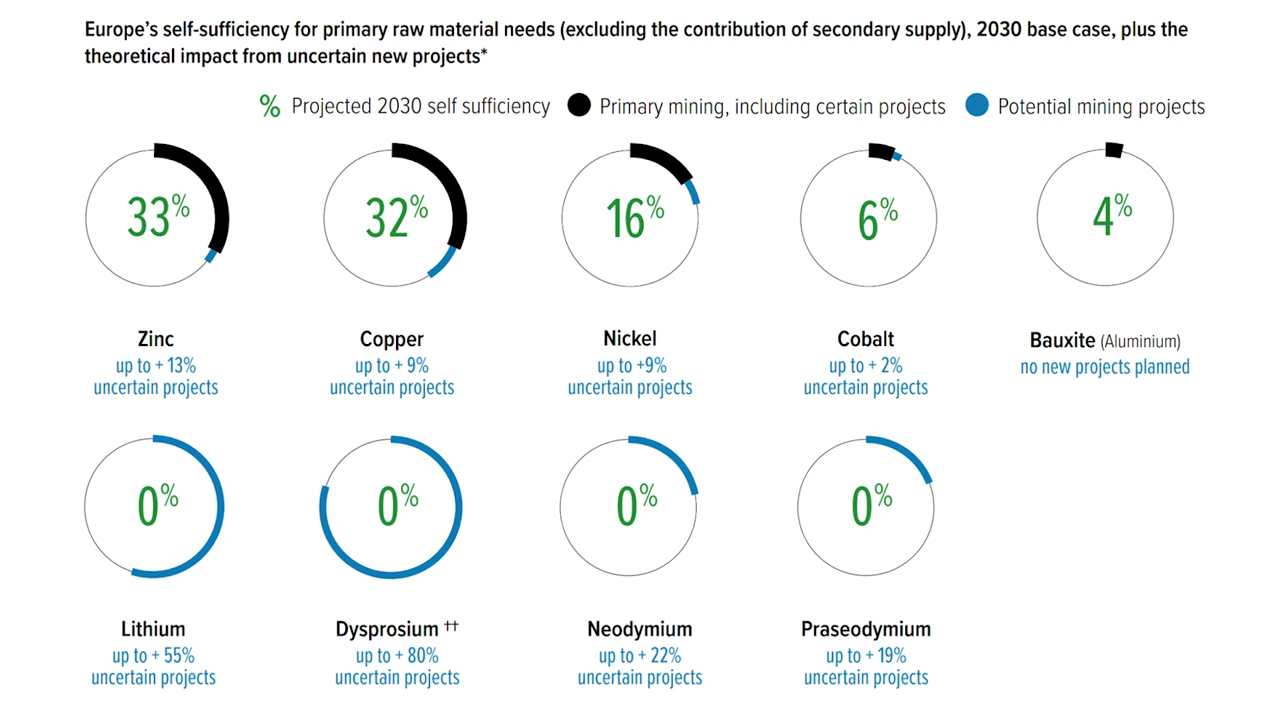 Europe's self-sufficiency for primary raw material needs (excluding the contribution of secondary supply), 2030 base case, plus the
theoretical impact from uncertain new projects*
% Projected 2030 self sufficiency Primary mining, including certain projects Potential mining projects
33% 32% 16% 6% 4%
Zinc Copper Nickel Cobalt Bauxite (Aluminium)
up to + 13% up to + 9% up to +9% up to + 2% no new projects planned
uncertain projects uncertain projects uncertain projects uncertain projects
0% 0% 0% 0%
Lithium Dysprosium †† Neodymium Praseodymium
up to + 55% up to + 80% up to + 22% up to + 19%
uncertain projects uncertain projects uncertain projects uncertain projects